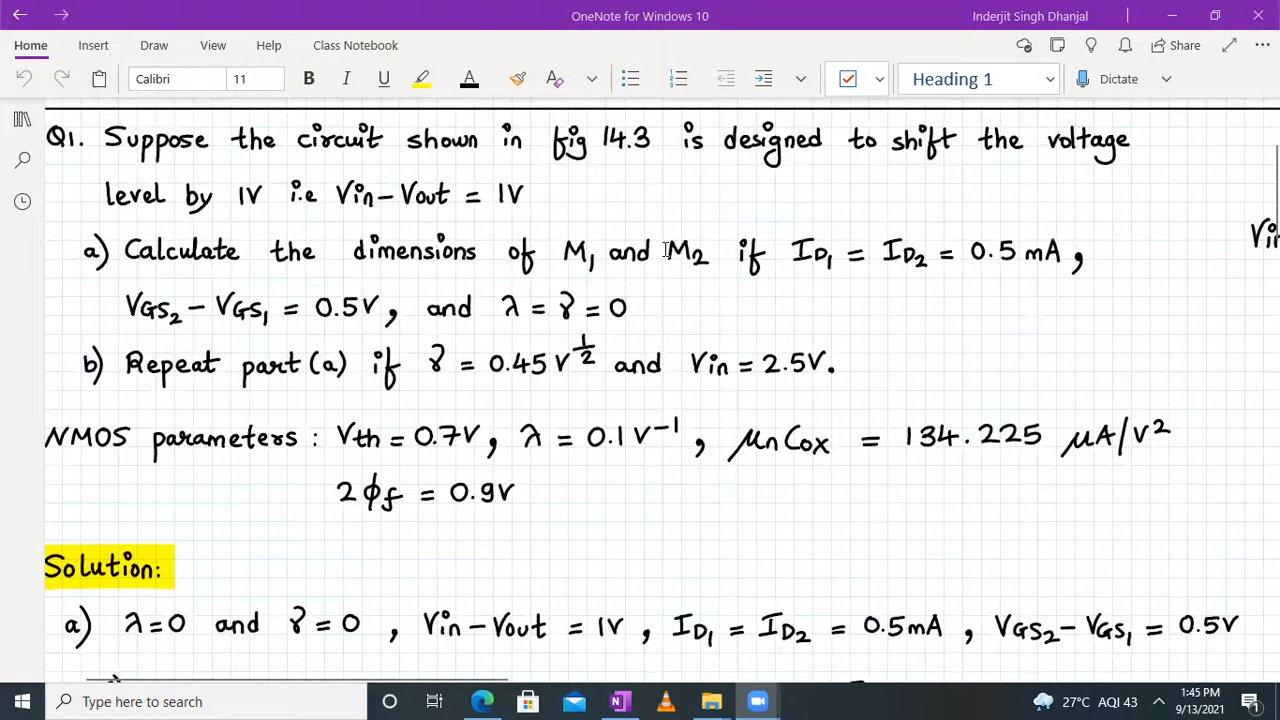 OneNote for Windows 10
Inderjit Singh Dhanjal
Home Insert Draw View Help Class Notebook
Share
Calibri 11 B I U A Heading 1 Dictate
Q1. Suppose the circuit shown in fig 14.3 is designed to shift the voltage
level by 1V i.e Vin-Vout = 1V
a) Calculate the dimensions of M1 and M2 if ID1 = ID2 = 0.5 mA,
VGS2 - VGS1 = 0.5V, and λ = γ = 0
b) Repeat part(a) if γ = 0.45 V^1/2 and Vin = 2.5V.
NMOS parameters: Vth = 0.7V, λ = 0.1 V^-1, μnCox = 134.225 μA/V²
2ϕf = 0.9V
Solution:
a) λ=0 and γ=0, Vin-Vout = 1V, ID1 = ID2 = 0.5mA, VGS2 - VGS1 = 0.5V
Type here to search
27°C AQI 43
1:45 PM
9/13/2021